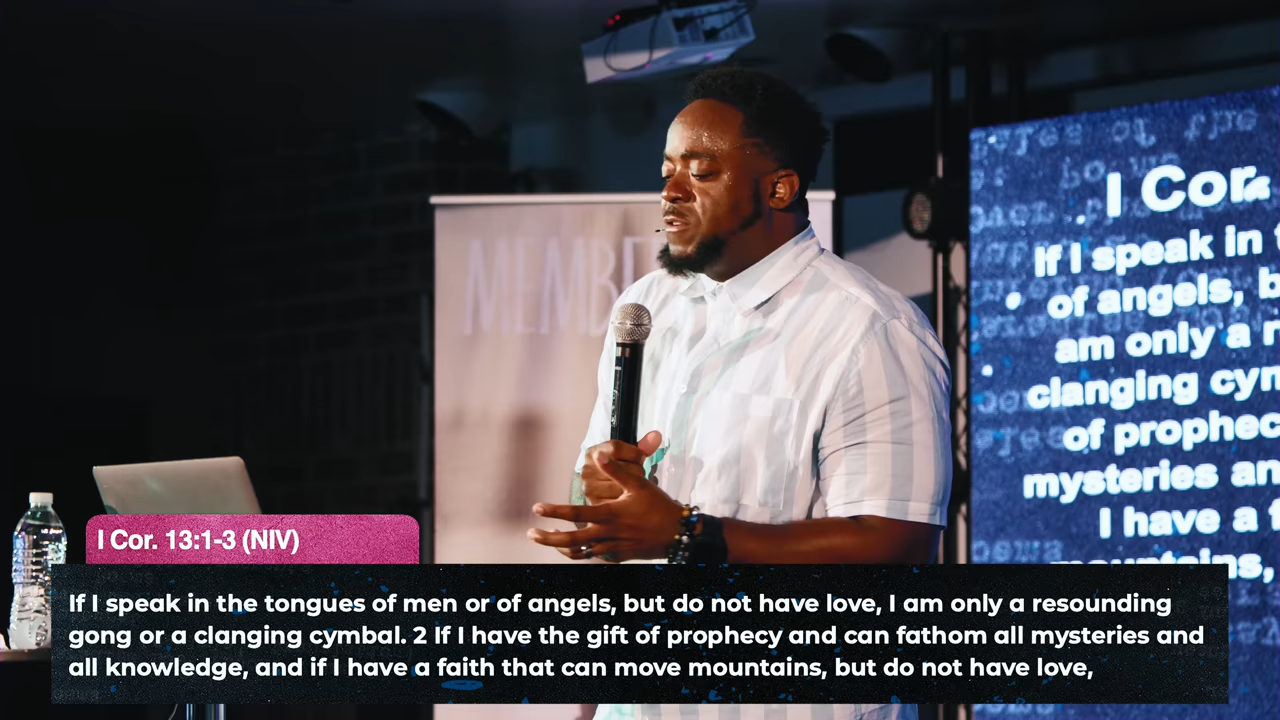 MEMBE
I Cor.
If I speak in t
of angels, b
am only a r
clanging cym
of prophec
mysteries an
I have a f
mountains,
I Cor. 13:1-3 (NIV)
If I speak in the tongues of men or of angels, but do not have love, I am only a resounding
gong or a clanging cymbal. 2 If I have the gift of prophecy and can fathom all mysteries and
all knowledge, and if I have a faith that can move mountains, but do not have love,